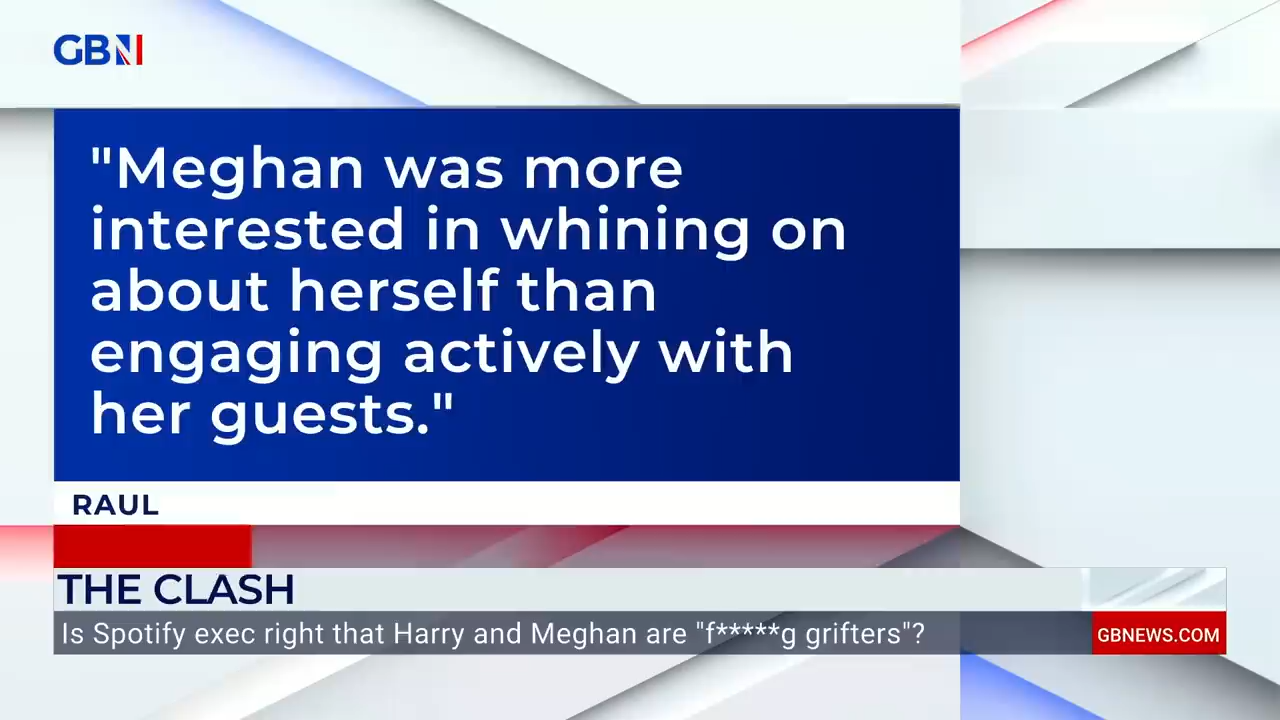 GBN
"Meghan was more
interested in whining on
about herself than
engaging actively with
her guests."
RAUL
THE CLASH
Is Spotify exec right that Harry and Meghan are "f*****g grifters"?
GBNEWS.COM